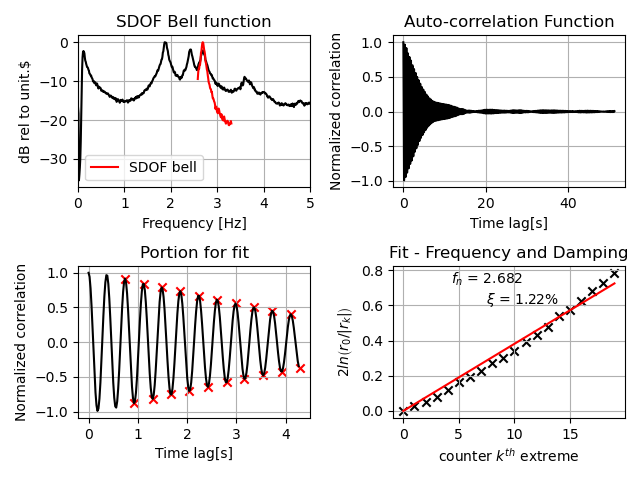 SDOF Bell function
dB rel to unit.$
0
−10
−20
−30
SDOF bell
0 1 2 3 4 5
Frequency [Hz]
Auto-correlation Function
Normalized correlation
1.0
0.5
0.0
−0.5
−1.0
0 20 40
Time lag[s]
Portion for fit
Normalized correlation
1.0
0.5
0.0
−0.5
−1.0
0 1 2 3 4
Time lag[s]
Fit - Frequency and Damping
2ln(r₀/|rₖ|)
0.8
0.6
0.4
0.2
0.0
fₙ = 2.682
ξ = 1.22%
0 5 10 15
counter kᵗʰ extreme